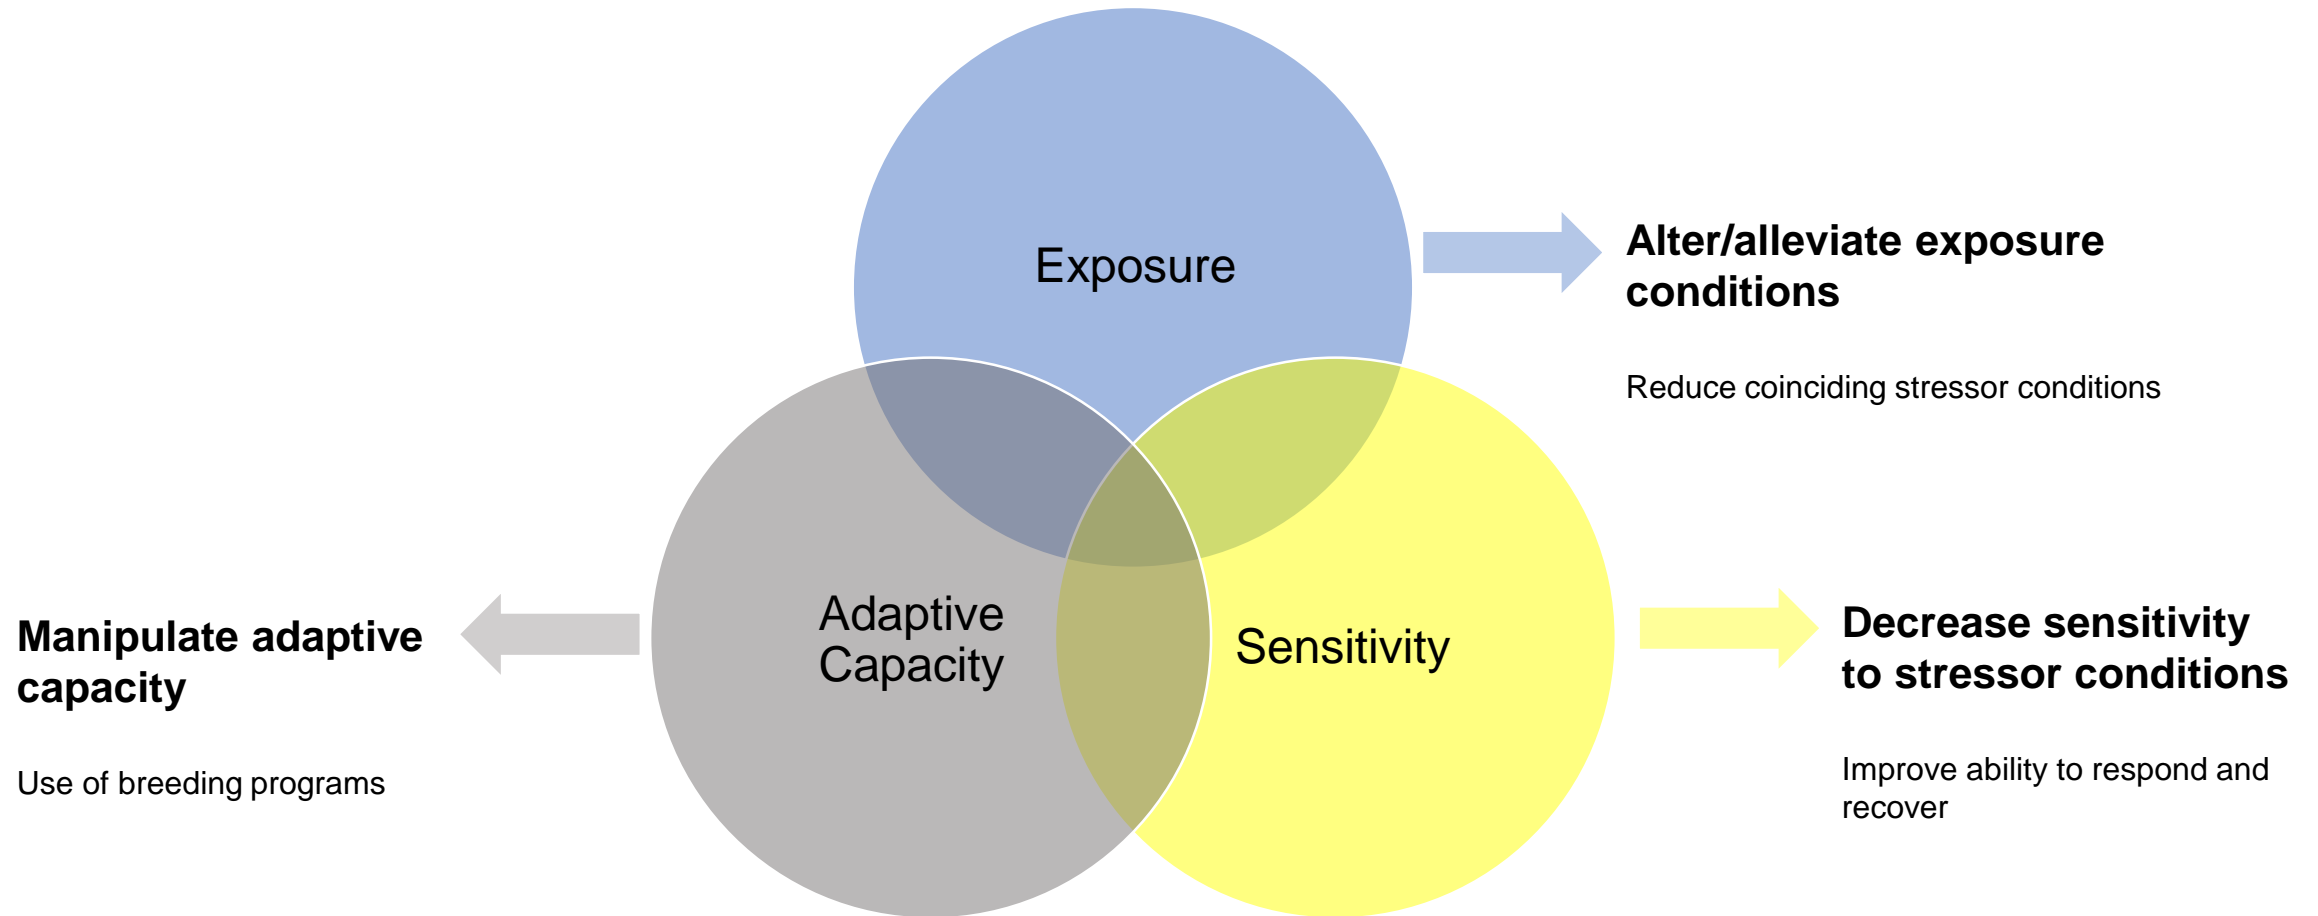 Exposure
Alter/alleviate exposure
conditions
Reduce coinciding stressor conditions
Adaptive
Capacity
Sensitivity
Manipulate adaptive
capacity
Use of breeding programs
Decrease sensitivity
to stressor conditions
Improve ability to respond and
recover